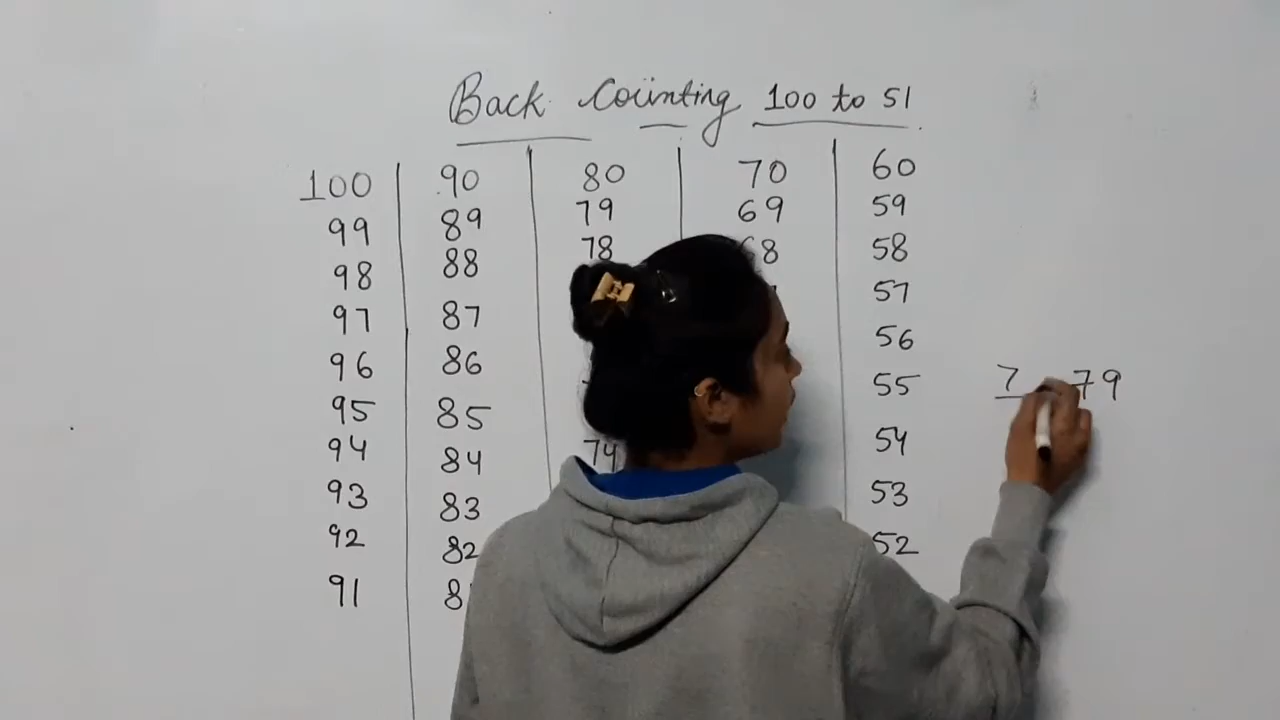 Back Counting 100 to 51
100 90 80 70 60
99 89 79 69 59
98 88 78 68 58
97 87 57
96 86 56
95 85 55 7 79
94 84 74 54
93 83 53
92 82 52
91